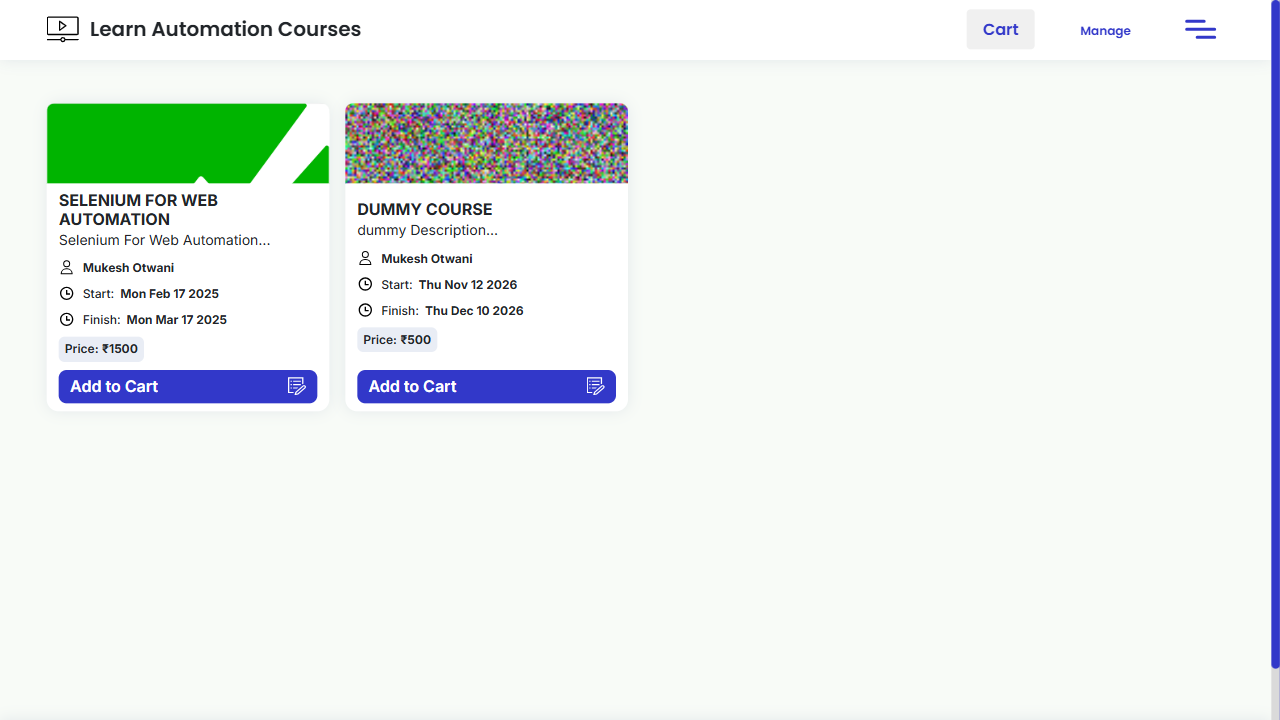 Learn Automation Courses
Cart
Manage
SELENIUM FOR WEB
AUTOMATION
Selenium For Web Automation...
Mukesh Otwani
Start: Mon Feb 17 2025
Finish: Mon Mar 17 2025
Price: ₹1500
Add to Cart
DUMMY COURSE
dummy Description...
Mukesh Otwani
Start: Thu Nov 12 2026
Finish: Thu Dec 10 2026
Price: ₹500
Add to Cart